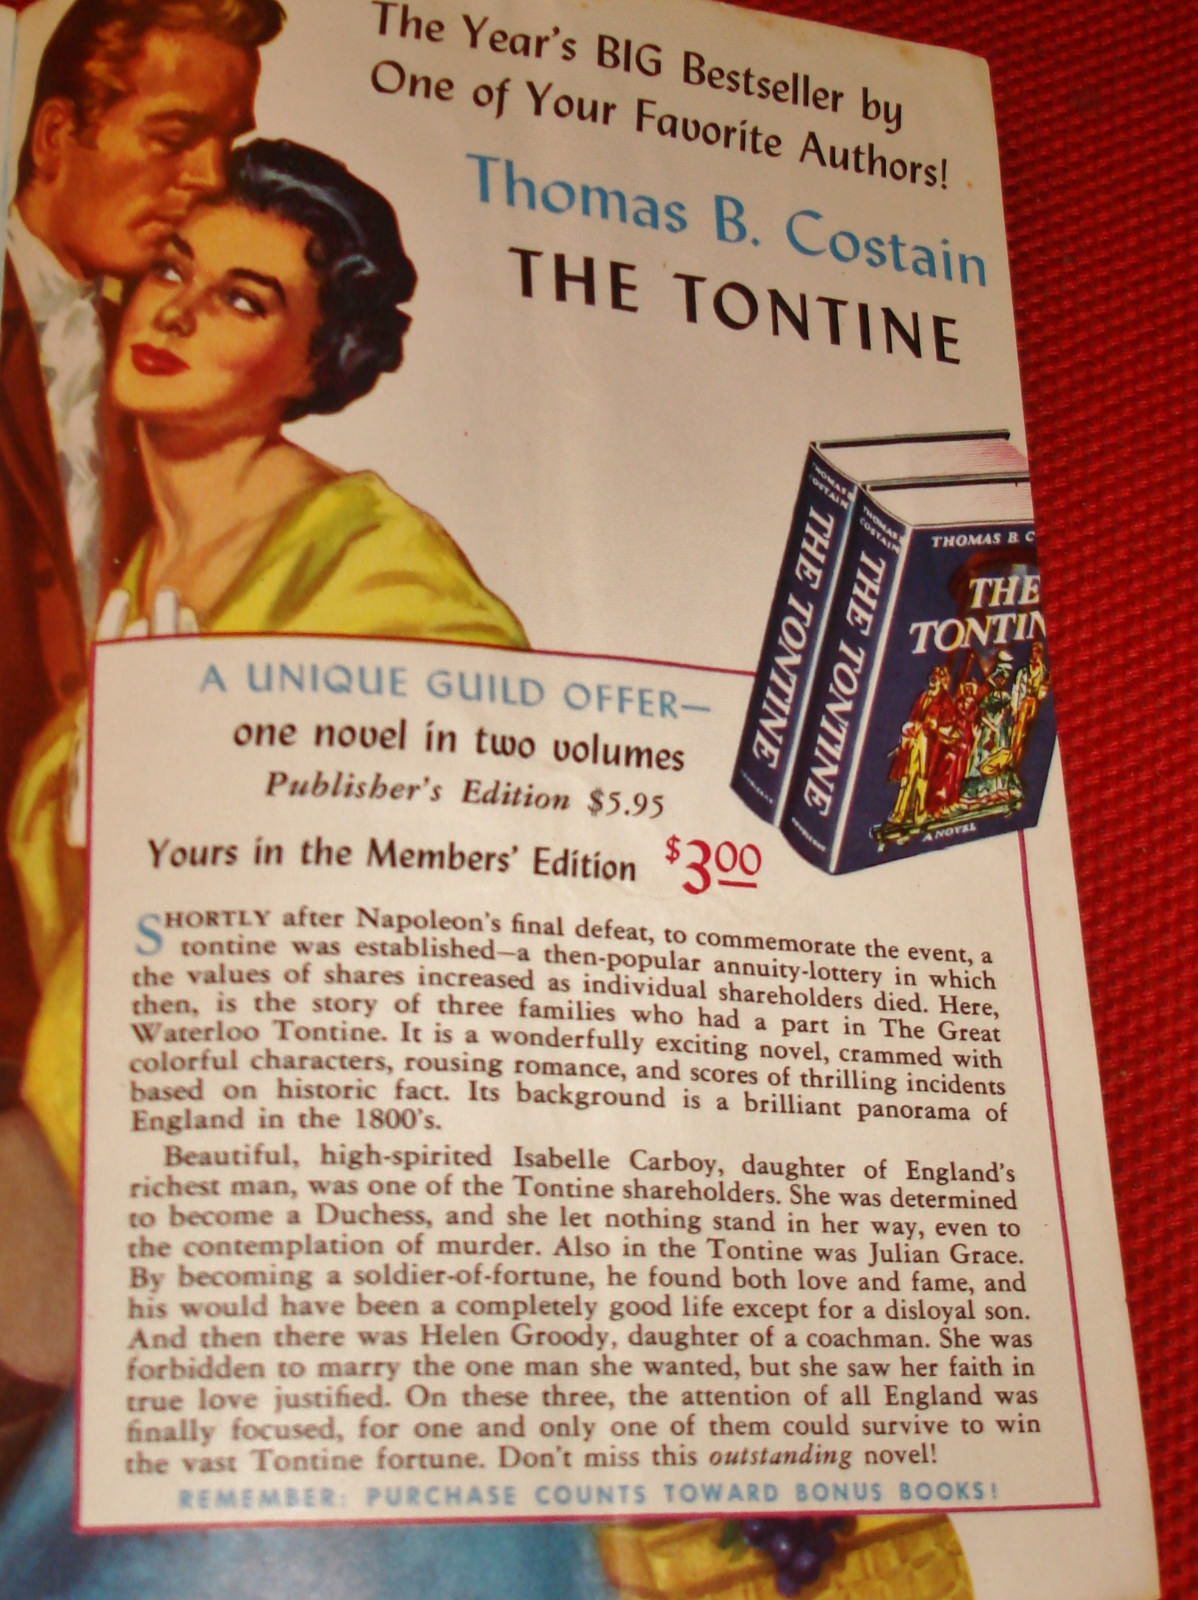 The Year's BIG Bestseller by
One of Your Favorite Authors!
Thomas B. Costain
THE TONTINE
THOMAS B.
COSTAIN
THE TONTINE
THOMAS B.
COSTAIN
THE TONTINE
THOMAS B. C
THE
TONTIN
A NOVEL
A UNIQUE GUILD OFFER—
one novel in two volumes
Publisher's Edition $5.95
Yours in the Members' Edition $3.00
SHORTLY after Napoleon's final defeat, to commemorate the event, a
tontine was established—a then-popular annuity-lottery in which
the values of shares increased as individual shareholders died. Here,
then, is the story of three families who had a part in The Great
Waterloo Tontine. It is a wonderfully exciting novel, crammed with
colorful characters, rousing romance, and scores of thrilling incidents
based on historic fact. Its background is a brilliant panorama of
England in the 1800's.
Beautiful, high-spirited Isabelle Carboy, daughter of England's
richest man, was one of the Tontine shareholders. She was determined
to become a Duchess, and she let nothing stand in her way, even to
the contemplation of murder. Also in the Tontine was Julian Grace.
By becoming a soldier-of-fortune, he found both love and fame, and
his would have been a completely good life except for a disloyal son.
And then there was Helen Groody, daughter of a coachman. She was
forbidden to marry the one man she wanted, but she saw her faith in
true love justified. On these three, the attention of all England was
finally focused, for one and only one of them could survive to win
the vast Tontine fortune. Don't miss this outstanding novel!
REMEMBER: PURCHASE COUNTS TOWARD BONUS BOOKS!